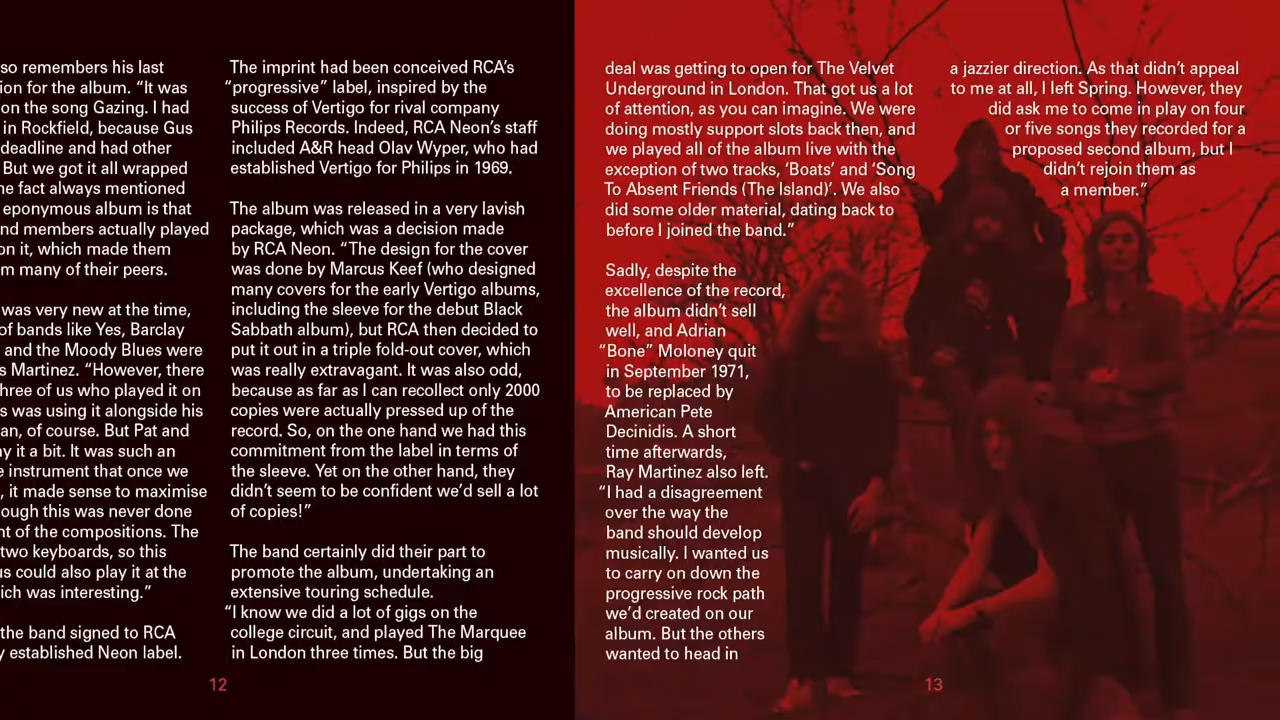 so remembers his last
ion for the album. “It was
on the song Gazing. I had
in Rockfield, because Gus
deadline and had other
But we got it all wrapped
he fact always mentioned
eponymous album is that
nd members actually played
on it, which made them
m many of their peers.
was very new at the time,
of bands like Yes, Barclay
and the Moody Blues were
s Martinez. “However, there
hree of us who played it on
s was using it alongside his
an, of course. But Pat and
y it a bit. It was such an
e instrument that once we
, it made sense to maximise
ough this was never done
nt of the compositions. The
two keyboards, so this
us could also play it at the
ich was interesting.”
the band signed to RCA
y established Neon label.
The imprint had been conceived RCA’s
“progressive” label, inspired by the
success of Vertigo for rival company
Philips Records. Indeed, RCA Neon’s staff
included A&R head Olav Wyper, who had
established Vertigo for Philips in 1969.
The album was released in a very lavish
package, which was a decision made
by RCA Neon. “The design for the cover
was done by Marcus Keef (who designed
many covers for the early Vertigo albums,
including the sleeve for the debut Black
Sabbath album), but RCA then decided to
put it out in a triple fold-out cover, which
was really extravagant. It was also odd,
because as far as I can recollect only 2000
copies were actually pressed up of the
record. So, on the one hand we had this
commitment from the label in terms of
the sleeve. Yet on the other hand, they
didn’t seem to be confident we’d sell a lot
of copies!”
The band certainly did their part to
promote the album, undertaking an
extensive touring schedule.
“I know we did a lot of gigs on the
college circuit, and played The Marquee
in London three times. But the big
12
deal was getting to open for The Velvet
Underground in London. That got us a lot
of attention, as you can imagine. We were
doing mostly support slots back then, and
we played all of the album live with the
exception of two tracks, ‘Boats’ and ‘Song
To Absent Friends (The Island)’. We also
did some older material, dating back to
before I joined the band.”
Sadly, despite the
excellence of the record,
the album didn’t sell
well, and Adrian
“Bone” Moloney quit
in September 1971,
to be replaced by
American Pete
Decinidis. A short
time afterwards,
Ray Martinez also left.
“I had a disagreement
over the way the
band should develop
musically. I wanted us
to carry on down the
progressive rock path
we’d created on our
album. But the others
wanted to head in
a jazzier direction. As that didn’t appeal
to me at all, I left Spring. However, they
did ask me to come in play on four
or five songs they recorded for a
proposed second album, but I
didn’t rejoin them as
a member.”
13